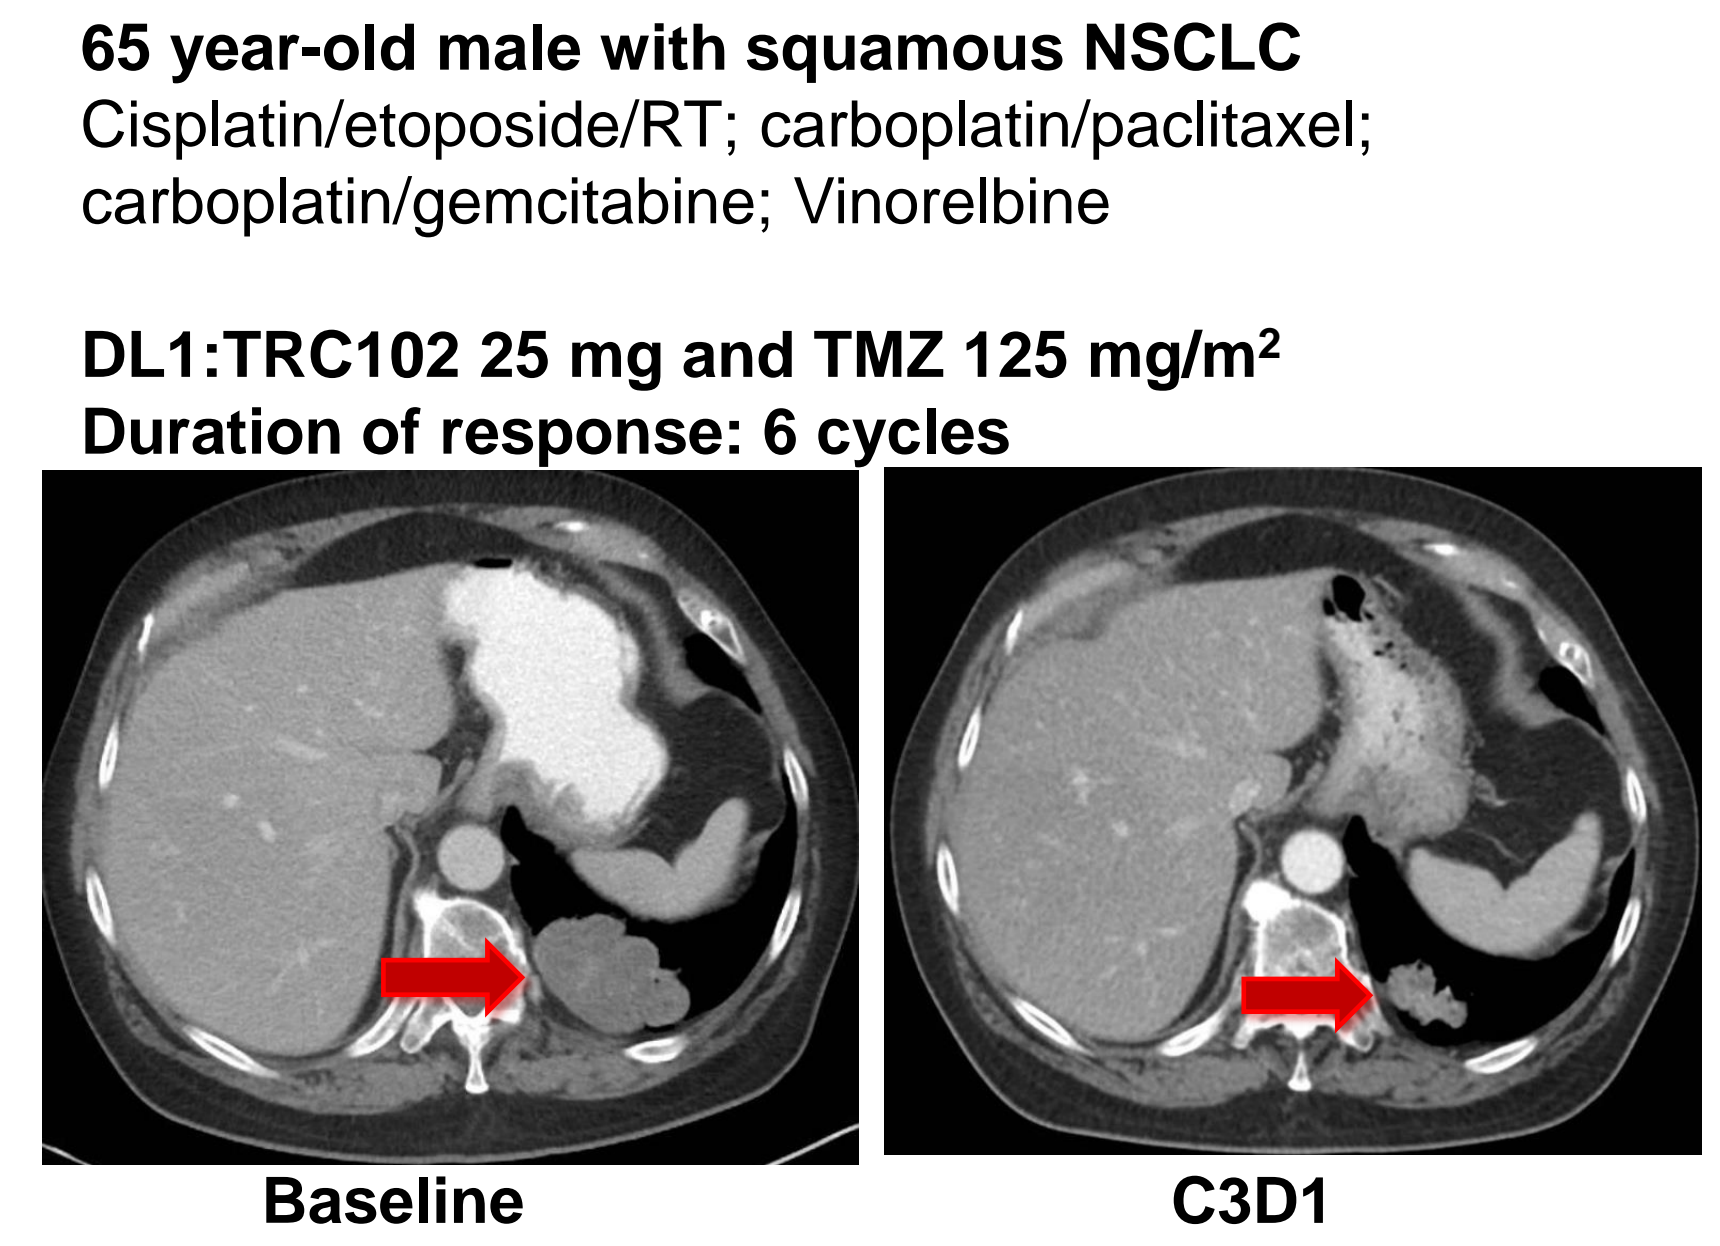 65 year-old male with squamous NSCLC
Cisplatin/etoposide/RT; carboplatin/paclitaxel;
carboplatin/gemcitabine; Vinorelbine
DL1:TRC102 25 mg and TMZ 125 mg/m²
Duration of response: 6 cycles
Baseline
C3D1